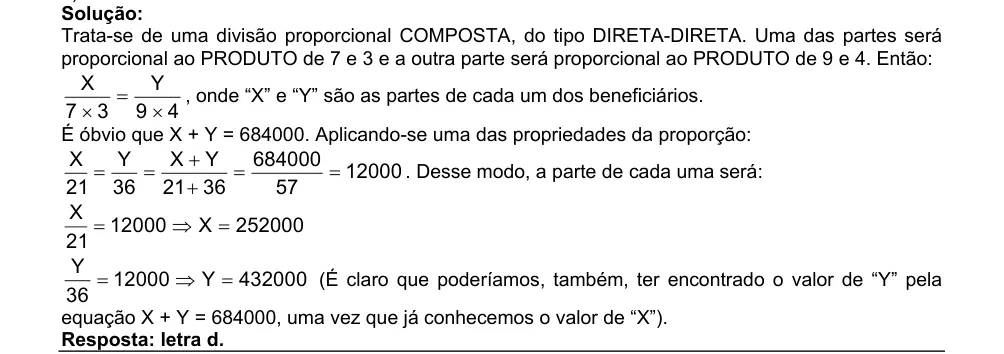 Solução:
Trata-se de uma divisão proporcional COMPOSTA, do tipo DIRETA-DIRETA. Uma das partes será
proporcional ao PRODUTO de 7 e 3 e a outra parte será proporcional ao PRODUTO de 9 e 4. Então:
X/(7 × 3) = Y/(9 × 4), onde “X” e “Y” são as partes de cada um dos beneficiários.
É óbvio que X + Y = 684000. Aplicando-se uma das propriedades da proporção:
X/21 = Y/36 = (X + Y)/(21 + 36) = 684000/57 = 12000. Desse modo, a parte de cada uma será:
X/21 = 12000 ⇒ X = 252000
Y/36 = 12000 ⇒ Y = 432000 (É claro que poderíamos, também, ter encontrado o valor de “Y” pela
equação X + Y = 684000, uma vez que já conhecemos o valor de “X”).
Resposta: letra d.